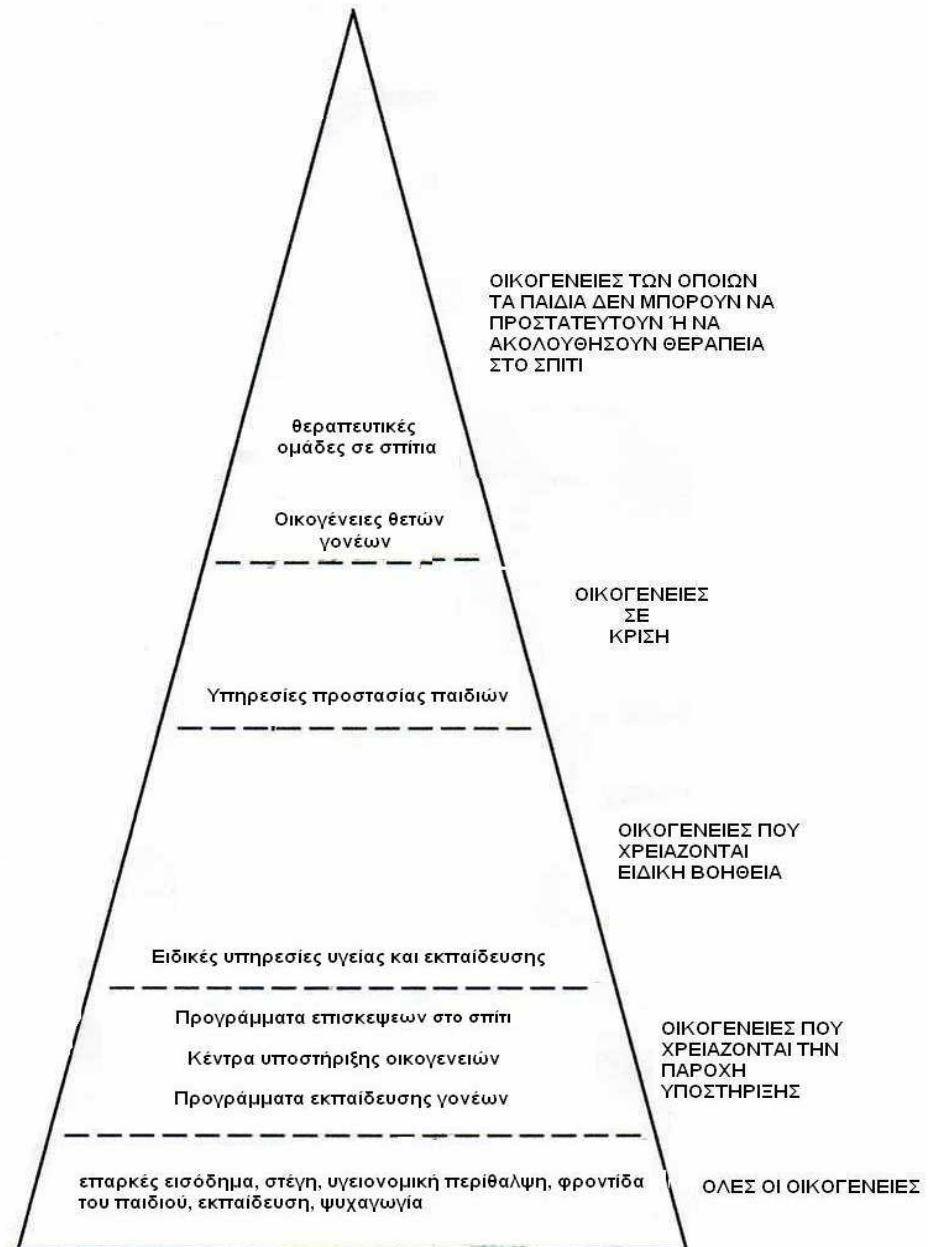 ΟΙΚΟΓΕΝΕΙΕΣ ΤΩΝ ΟΠΟΙΩΝ
ΤΑ ΠΑΙΔΙΑ ΔΕΝ ΜΠΟΡΟΥΝ ΝΑ
ΠΡΟΣΤΑΤΕΥΤΟΥΝ Ή ΝΑ
ΑΚΟΛΟΥΘΗΣΟΥΝ ΘΕΡΑΠΕΙΑ
ΣΤΟ ΣΠΙΤΙ
θεραπευτικές
ομάδες σε σπίτια
Οικογένειες θετών
γονέων
ΟΙΚΟΓΕΝΕΙΕΣ
ΣΕ
ΚΡΙΣΗ
Υπηρεσίες προστασίας παιδιών
ΟΙΚΟΓΕΝΕΙΕΣ ΠΟΥ
ΧΡΕΙΑΖΟΝΤΑΙ
ΕΙΔΙΚΗ ΒΟΗΘΕΙΑ
Ειδικές υπηρεσίες υγείας και εκπαίδευσης
Προγράμματα επισκεψεων στο σπίτι
Κέντρα υποστήριξης οικογενειών
Προγράμματα εκπαίδευσης γονέων
ΟΙΚΟΓΕΝΕΙΕΣ ΠΟΥ
ΧΡΕΙΑΖΟΝΤΑΙ ΤΗΝ
ΠΑΡΟΧΗ
ΥΠΟΣΤΗΡΙΞΗΣ
επαρκές εισόδημα, στέγη, υγειονομική περίθαλψη, φροντίδα
του παιδιού, εκπαίδευση, ψυχαγωγία
ΟΛΕΣ ΟΙ ΟΙΚΟΓΕΝΕΙΕΣ